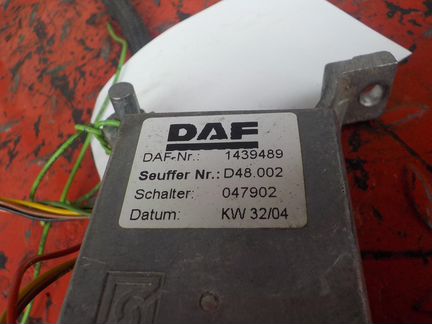 DAF
DAF-Nr.: 1439489
Seuffer Nr.: D48.002
Schalter: 047902
Datum: KW 32/04